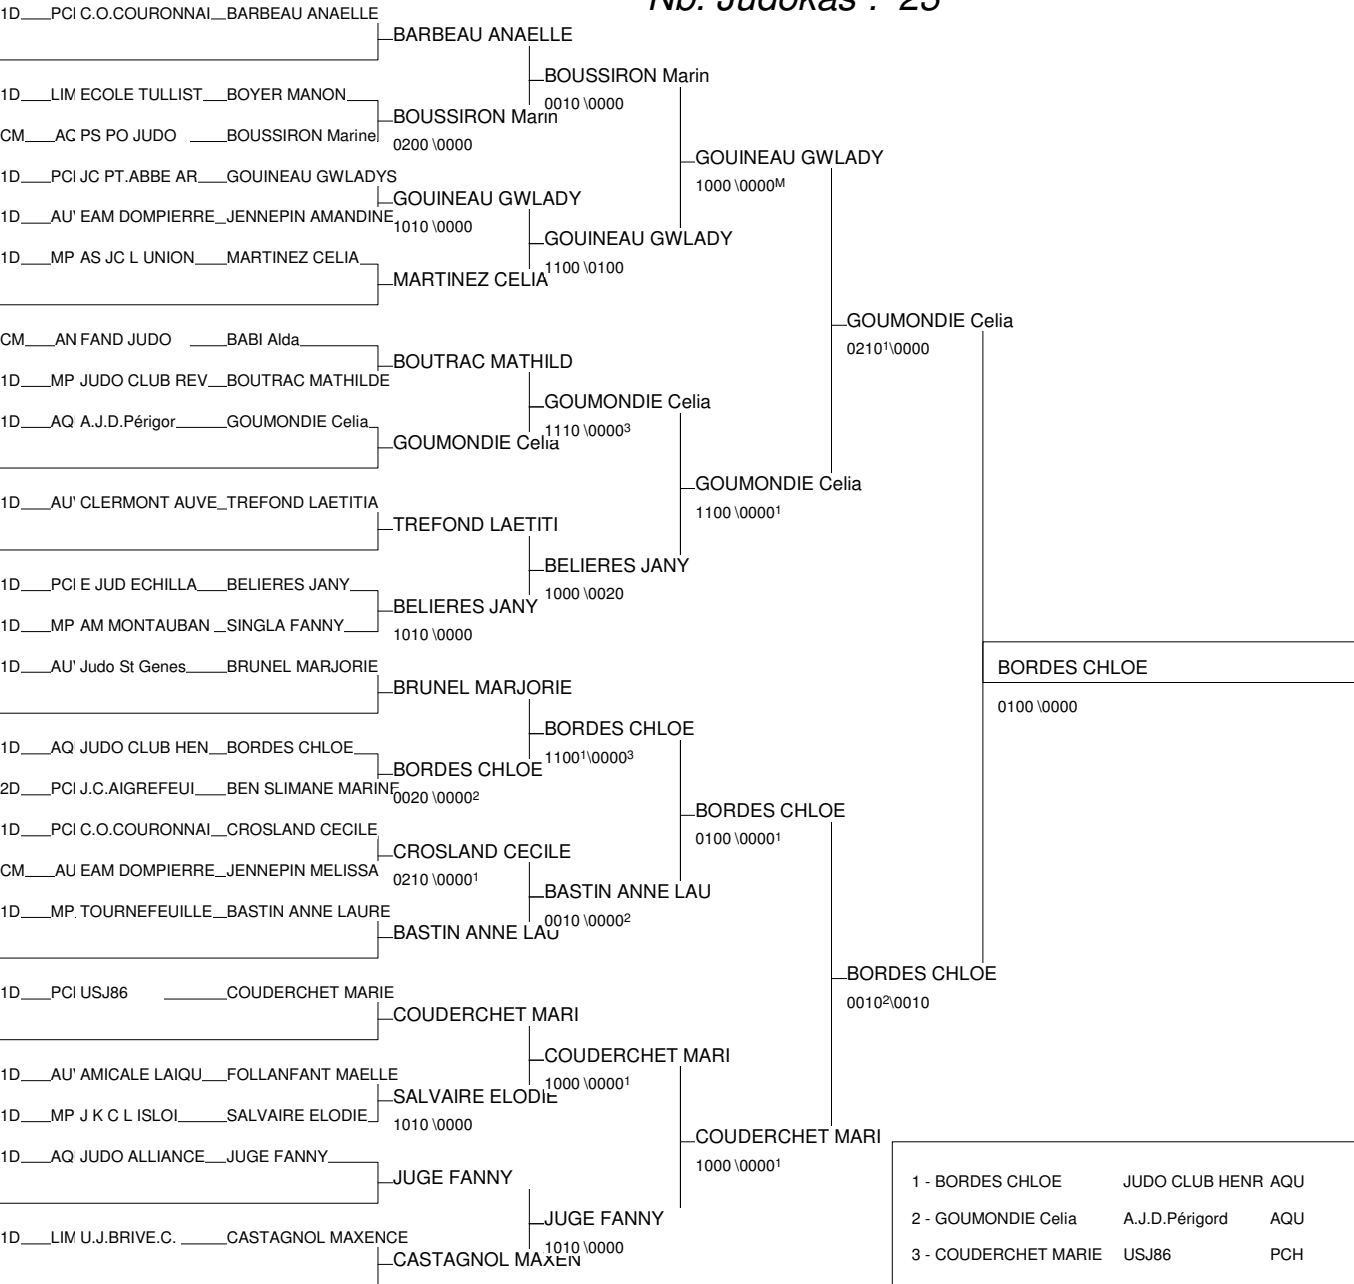 Nb. Judokas : 25
1D PCI C.O.COURONNAI BARBEAU ANAELLE
BARBEAU ANAELLE
BOUSSIRON Marin
0010 \0000
1D LIM ECOLE TULLIST BOYER MANON
BOUSSIRON Marin
0200 \0000
CM AQ PS PO JUDO BOUSSIRON Marine
GOUINEAU GWLADY
1000 \0000M
1D PCI JC PT.ABBE AR GOUINEAU GWLADYS
GOUINEAU GWLADY
1010 \0000
1D AU' EAM DOMPIERRE JENNEPIN AMANDINE
GOUINEAU GWLADY
1100 \0100
1D MP AS JC L UNION MARTINEZ CELIA
MARTINEZ CELIA
GOUMONDIE Celia
0210¹\0000
CM AN FAND JUDO BABI Alda
BOUTRAC MATHILD
1D MP JUDO CLUB REV BOUTRAC MATHILDE
GOUMONDIE Celia
1110 \0000³
1D AQ A.J.D.Périgor GOUMONDIE Celia
GOUMONDIE Celia
GOUMONDIE Celia
1100 \0000¹
1D AU' CLERMONT AUVE TREFOND LAETITIA
TREFOND LAETITI
BELIERES JANY
1000 \0020
1D PCI E JUD ECHILLA BELIERES JANY
BELIERES JANY
1010 \0000
1D MP AM MONTAUBAN SINGLA FANNY
1D AU' Judo St Genes BRUNEL MARJORIE
BORDES CHLOE
0100 \0000
BRUNEL MARJORIE
BORDES CHLOE
1100¹\0000³
1D AQ JUDO CLUB HEN BORDES CHLOE
BORDES CHLOE
0020 \0000²
2D PCI J.C.AIGREFEUI BEN SLIMANE MARINE
BORDES CHLOE
0100 \0000¹
1D PCI C.O.COURONNAI CROSLAND CECILE
CROSLAND CECILE
0210 \0000¹
CM AU EAM DOMPIERRE JENNEPIN MELISSA
BASTIN ANNE LAU
0010 \0000²
1D MP. TOURNEFEUILLE BASTIN ANNE LAURE
BASTIN ANNE LAU
BORDES CHLOE
0010²\0010
1D PCI USJ86 COUDERCHET MARIE
COUDERCHET MARI
COUDERCHET MARI
1000 \0000¹
1D AU' AMICALE LAIQU FOLLANFANT MAELLE
SALVAIRE ELODIE
1010 \0000
1D MP J K C L ISLOI SALVAIRE ELODIE
COUDERCHET MARI
1000 \0000¹
1D AQ JUDO ALLIANCE JUGE FANNY
JUGE FANNY
JUGE FANNY
1010 \0000
1D LIM U.J.BRIVE.C. CASTAGNOL MAXENCE
CASTAGNOL MAXEN
1 - BORDES CHLOE JUDO CLUB HENR AQU
2 - GOUMONDIE Celia A.J.D.Périgord AQU
3 - COUDERCHET MARIE USJ86 PCH